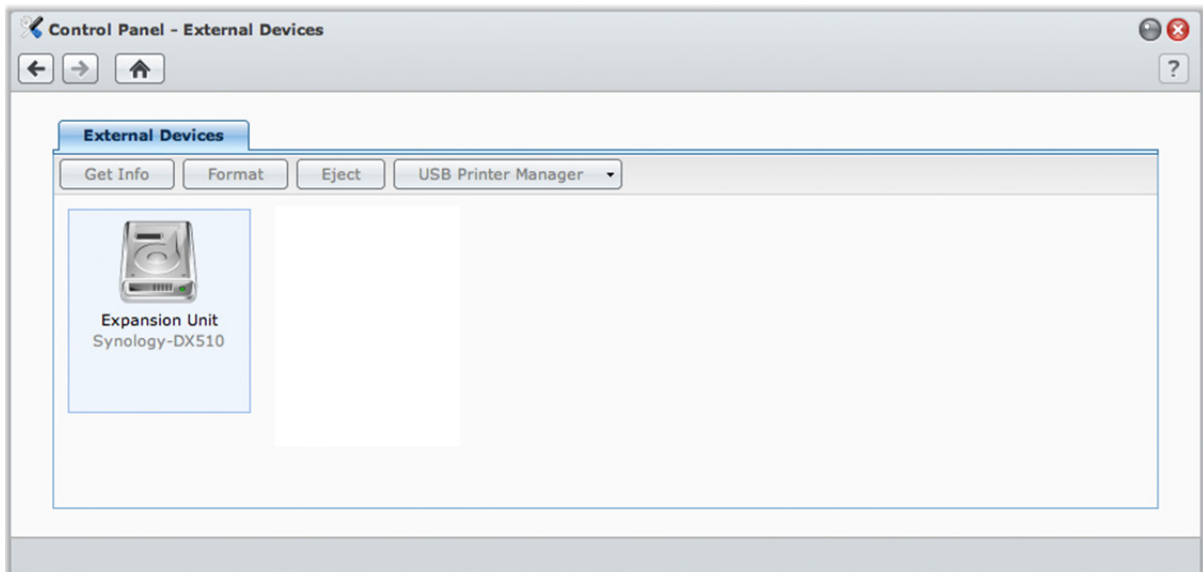 Control Panel - External Devices
?
External Devices
Get Info Format Eject USB Printer Manager
Expansion Unit
Synology-DX510